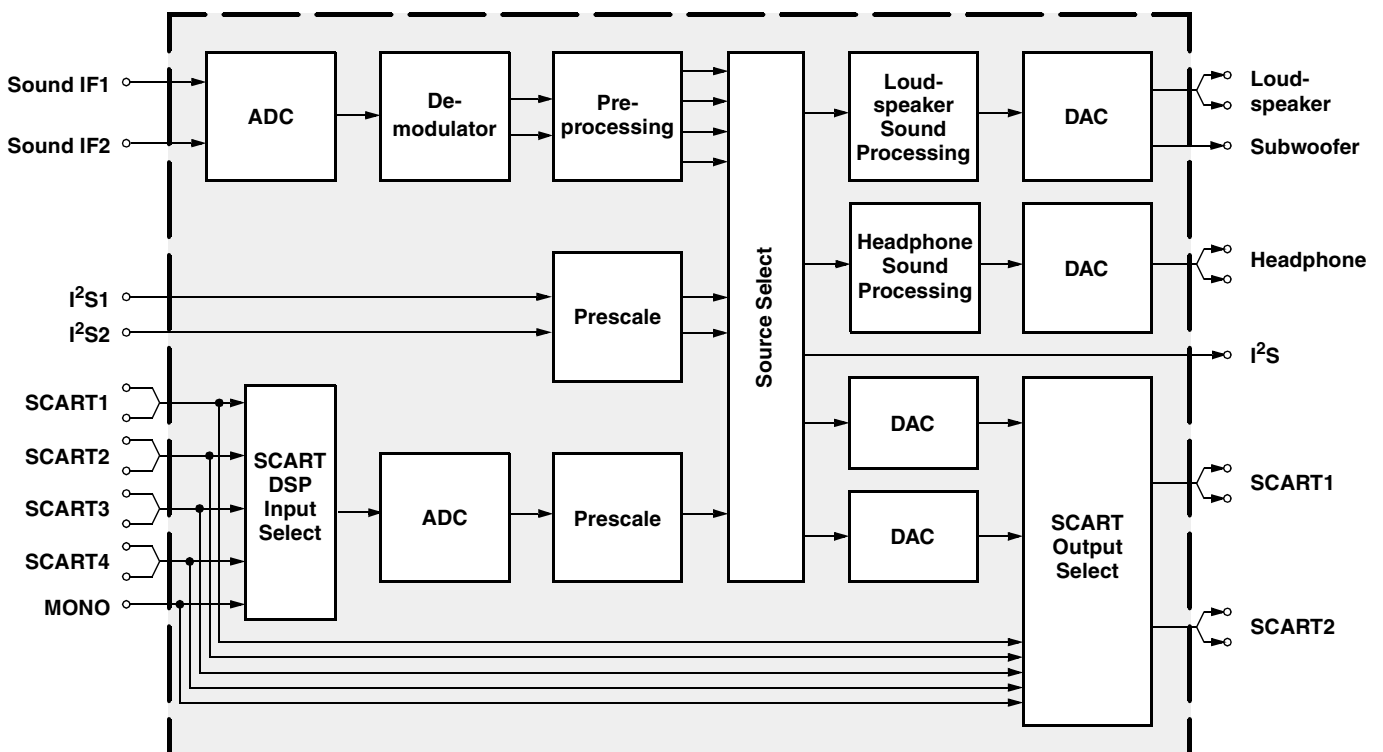 Sound IF1
Sound IF2
ADC
De-
modulator
Pre-
processing
Loud-
speaker
Sound
Processing
DAC
Loud-
speaker
Subwoofer
Headphone
Sound
Processing
DAC
Headphone
I²S1
I²S2
Prescale
Source Select
I²S
SCART1
SCART2
SCART3
SCART4
MONO
SCART
DSP
Input
Select
ADC
Prescale
DAC
DAC
SCART
Output
Select
SCART1
SCART2